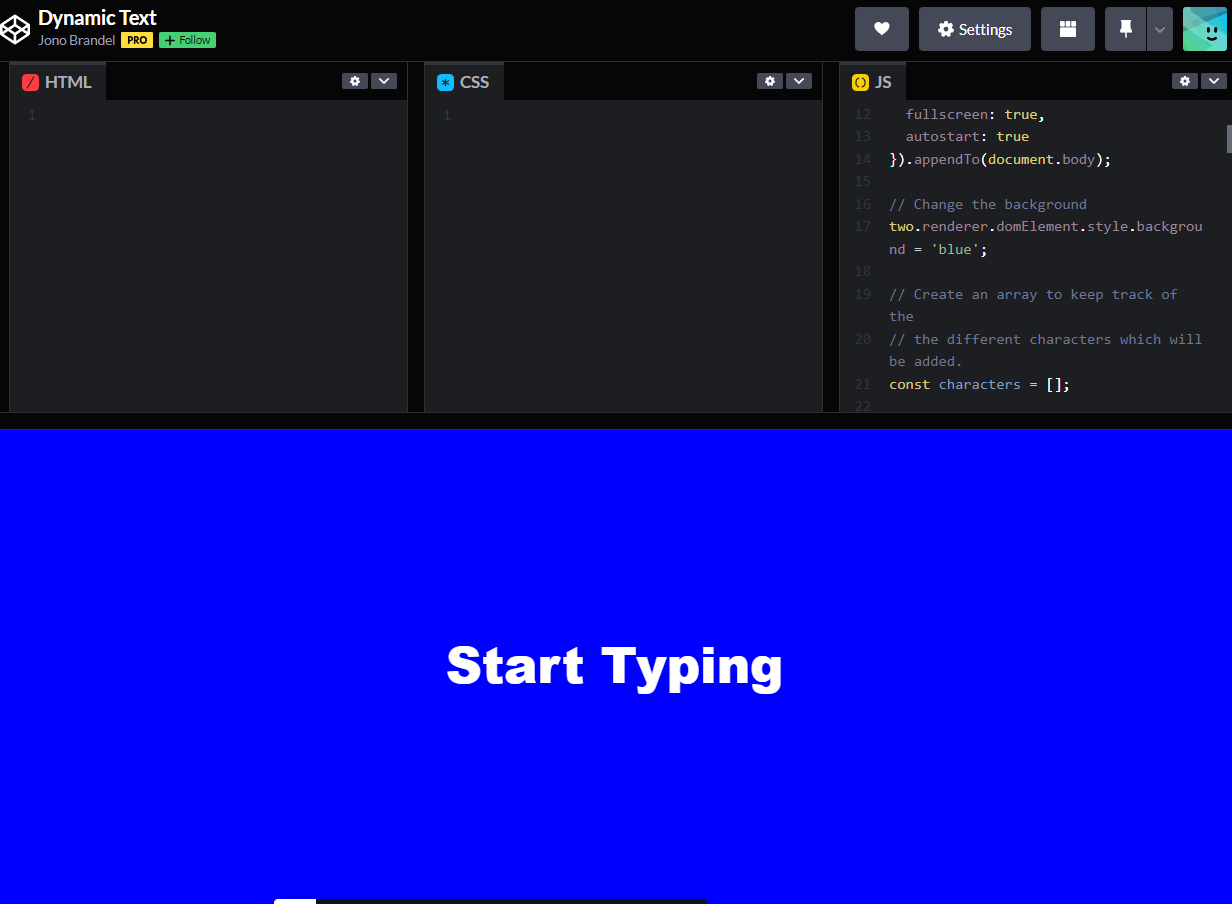 Dynamic Text
Jono Brandel PRO + Follow
Settings
HTML
1
CSS
1
JS
12 fullscreen: true,
13 autostart: true
14 }).appendTo(document.body);
15
16 // Change the background
17 two.renderer.domElement.style.backgrou
nd = 'blue';
18
19 // Create an array to keep track of
the
20 // the different characters which will
be added.
21 const characters = [];
22
Start Typing